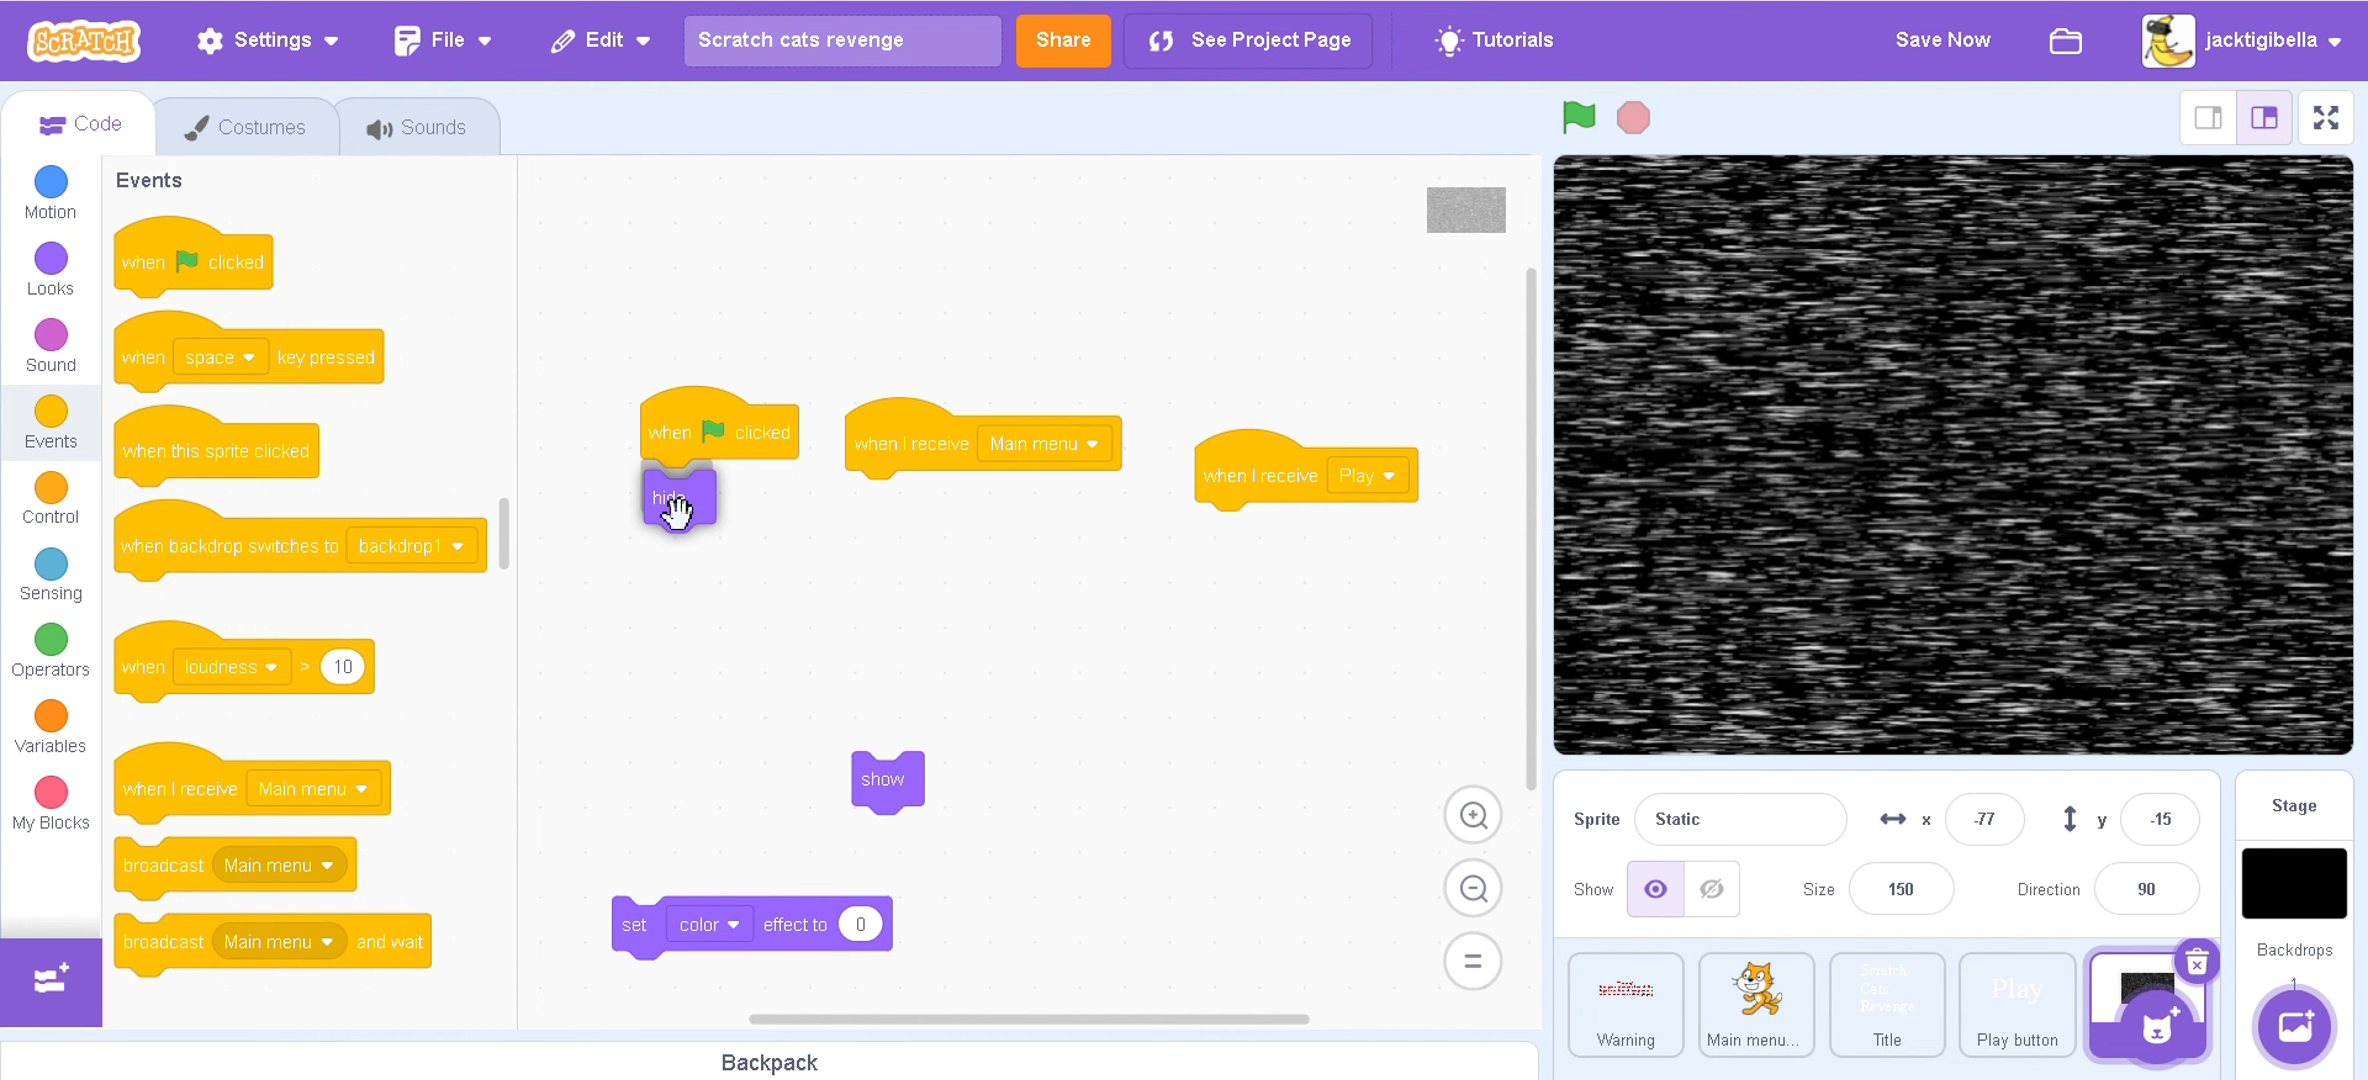 SCRATCH Settings File Edit Scratch cats revenge Share See Project Page Tutorials Save Now jacktigibella
Code Costumes Sounds
Motion
Looks
Sound
Events
Control
Sensing
Operators
Variables
My Blocks
Events
when clicked
when space key pressed
when this sprite clicked
when backdrop switches to backdrop1
when loudness > 10
when I receive Main menu
broadcast Main menu
broadcast Main menu and wait
when clicked
hide
when I receive Main menu
when I receive Play
show
set color effect to 0
Backpack
Sprite Static x -77 y -15
Show Size 150 Direction 90
Warning
Main menu...
Scratch
Cats
Revenge
Title
Play
Play button
Stage
Backdrops
1